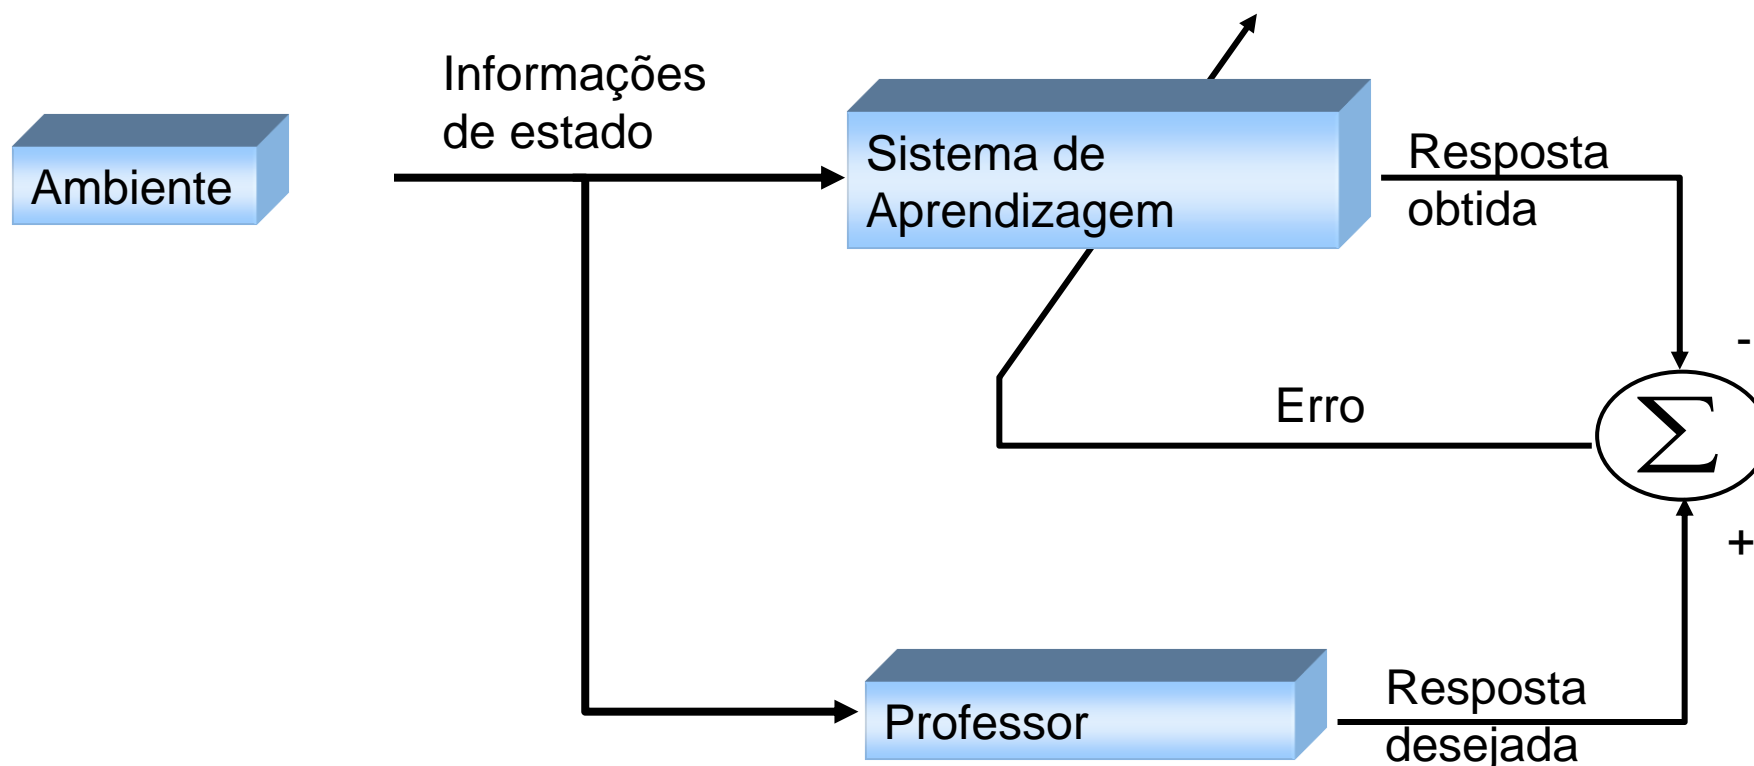 Informações
de estado
Ambiente
Sistema de
Aprendizagem
Resposta
obtida
-
Erro
Σ
+
Professor
Resposta
desejada